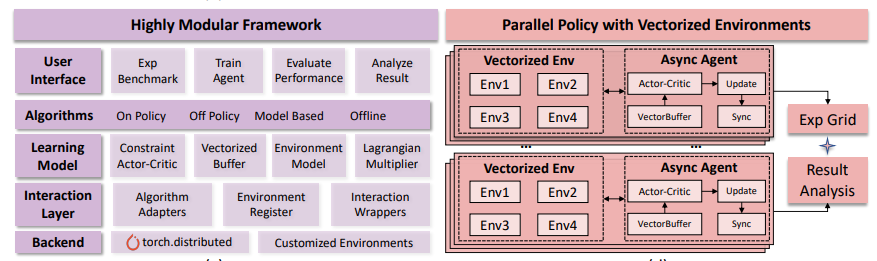 Highly Modular Framework
User
Interface
Exp
Benchmark
Train
Agent
Evaluate
Performance
Analyze
Result
Algorithms
On Policy
Off Policy
Model Based
Offline
Learning
Model
Constraint
Actor-Critic
Vectorized
Buffer
Environment
Model
Lagrangian
Multiplier
Interaction
Layer
Algorithm
Adapters
Environment
Register
Interaction
Wrappers
Backend
torch.distributed
Customized Environments
Parallel Policy with Vectorized Environments
Vectorized Env
Env1
Env2
Env3
Env4
Async Agent
Actor-Critic
Update
VectorBuffer
Sync
...
...
Vectorized Env
Env1
Env2
Env3
Env4
Async Agent
Actor-Critic
Update
VectorBuffer
Sync
Exp Grid
Result
Analysis